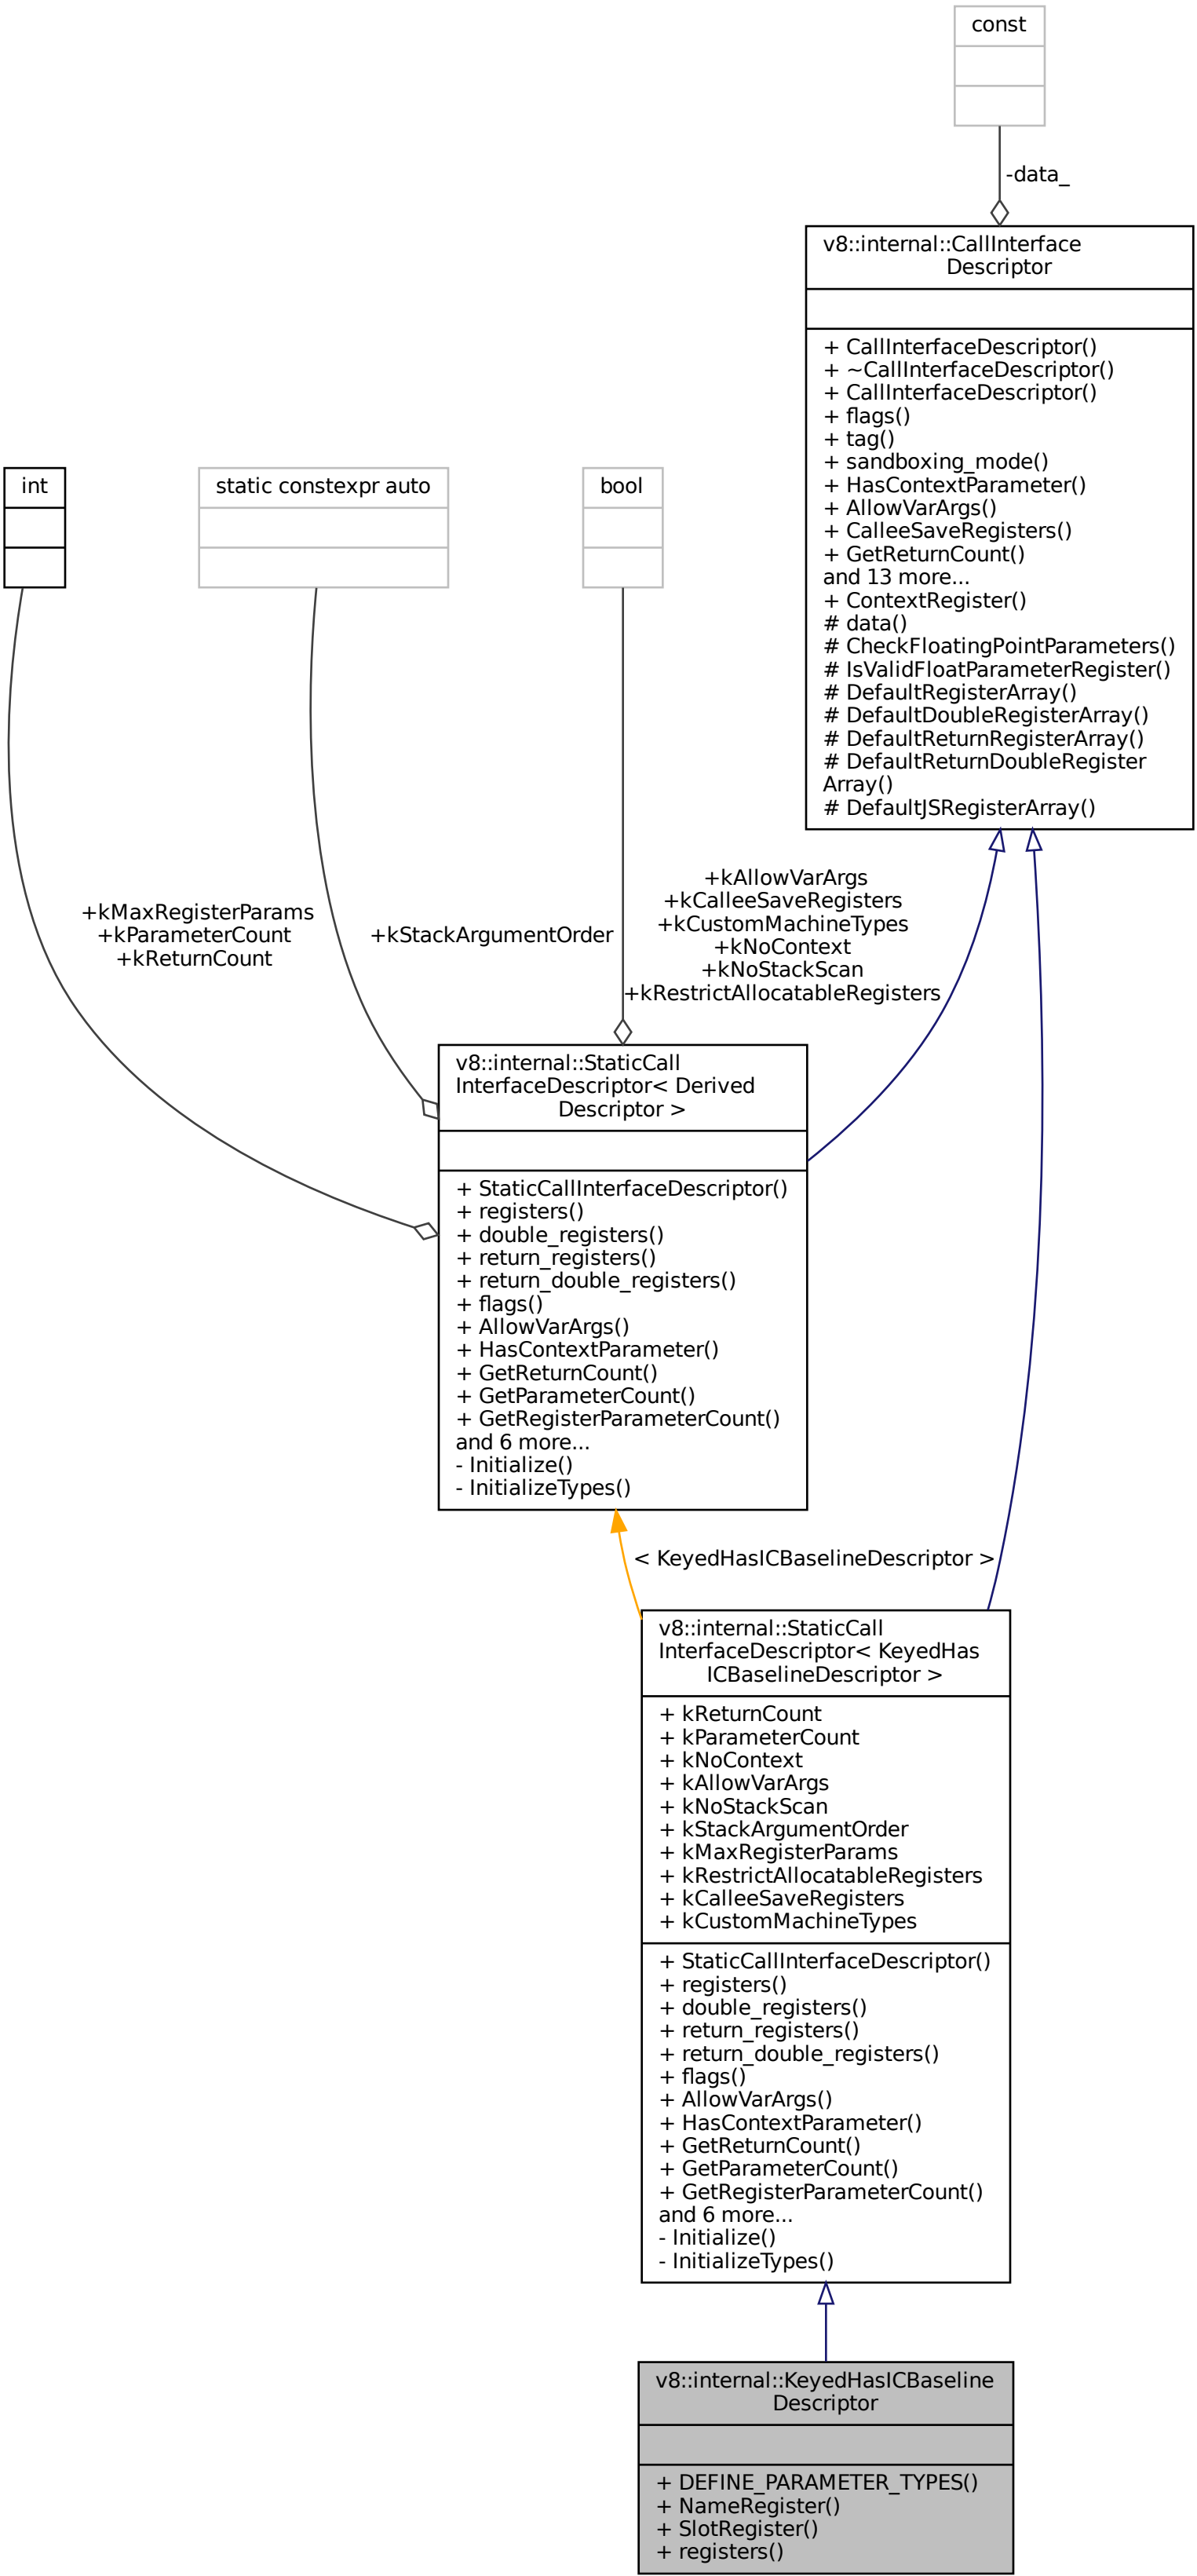 const
-data_
v8::internal::CallInterface
Descriptor
+ CallInterfaceDescriptor()
+ ~CallInterfaceDescriptor()
+ CallInterfaceDescriptor()
+ flags()
+ tag()
+ sandboxing_mode()
+ HasContextParameter()
+ AllowVarArgs()
+ CalleeSaveRegisters()
+ GetReturnCount()
and 13 more...
+ ContextRegister()
# data()
# CheckFloatingPointParameters()
# IsValidFloatParameterRegister()
# DefaultRegisterArray()
# DefaultDoubleRegisterArray()
# DefaultReturnRegisterArray()
# DefaultReturnDoubleRegister
Array()
# DefaultJSRegisterArray()
int
static constexpr auto
bool
+kMaxRegisterParams
+kParameterCount
+kReturnCount
+kStackArgumentOrder
+kAllowVarArgs
+kCalleeSaveRegisters
+kCustomMachineTypes
+kNoContext
+kNoStackScan
+kRestrictAllocatableRegisters
v8::internal::StaticCall
InterfaceDescriptor< Derived
Descriptor >
+ StaticCallInterfaceDescriptor()
+ registers()
+ double_registers()
+ return_registers()
+ return_double_registers()
+ flags()
+ AllowVarArgs()
+ HasContextParameter()
+ GetReturnCount()
+ GetParameterCount()
+ GetRegisterParameterCount()
and 6 more...
- Initialize()
- InitializeTypes()
< KeyedHasICBaselineDescriptor >
v8::internal::StaticCall
InterfaceDescriptor< KeyedHas
ICBaselineDescriptor >
+ kReturnCount
+ kParameterCount
+ kNoContext
+ kAllowVarArgs
+ kNoStackScan
+ kStackArgumentOrder
+ kMaxRegisterParams
+ kRestrictAllocatableRegisters
+ kCalleeSaveRegisters
+ kCustomMachineTypes
+ StaticCallInterfaceDescriptor()
+ registers()
+ double_registers()
+ return_registers()
+ return_double_registers()
+ flags()
+ AllowVarArgs()
+ HasContextParameter()
+ GetReturnCount()
+ GetParameterCount()
+ GetRegisterParameterCount()
and 6 more...
- Initialize()
- InitializeTypes()
v8::internal::KeyedHasICBaseline
Descriptor
+ DEFINE_PARAMETER_TYPES()
+ NameRegister()
+ SlotRegister()
+ registers()